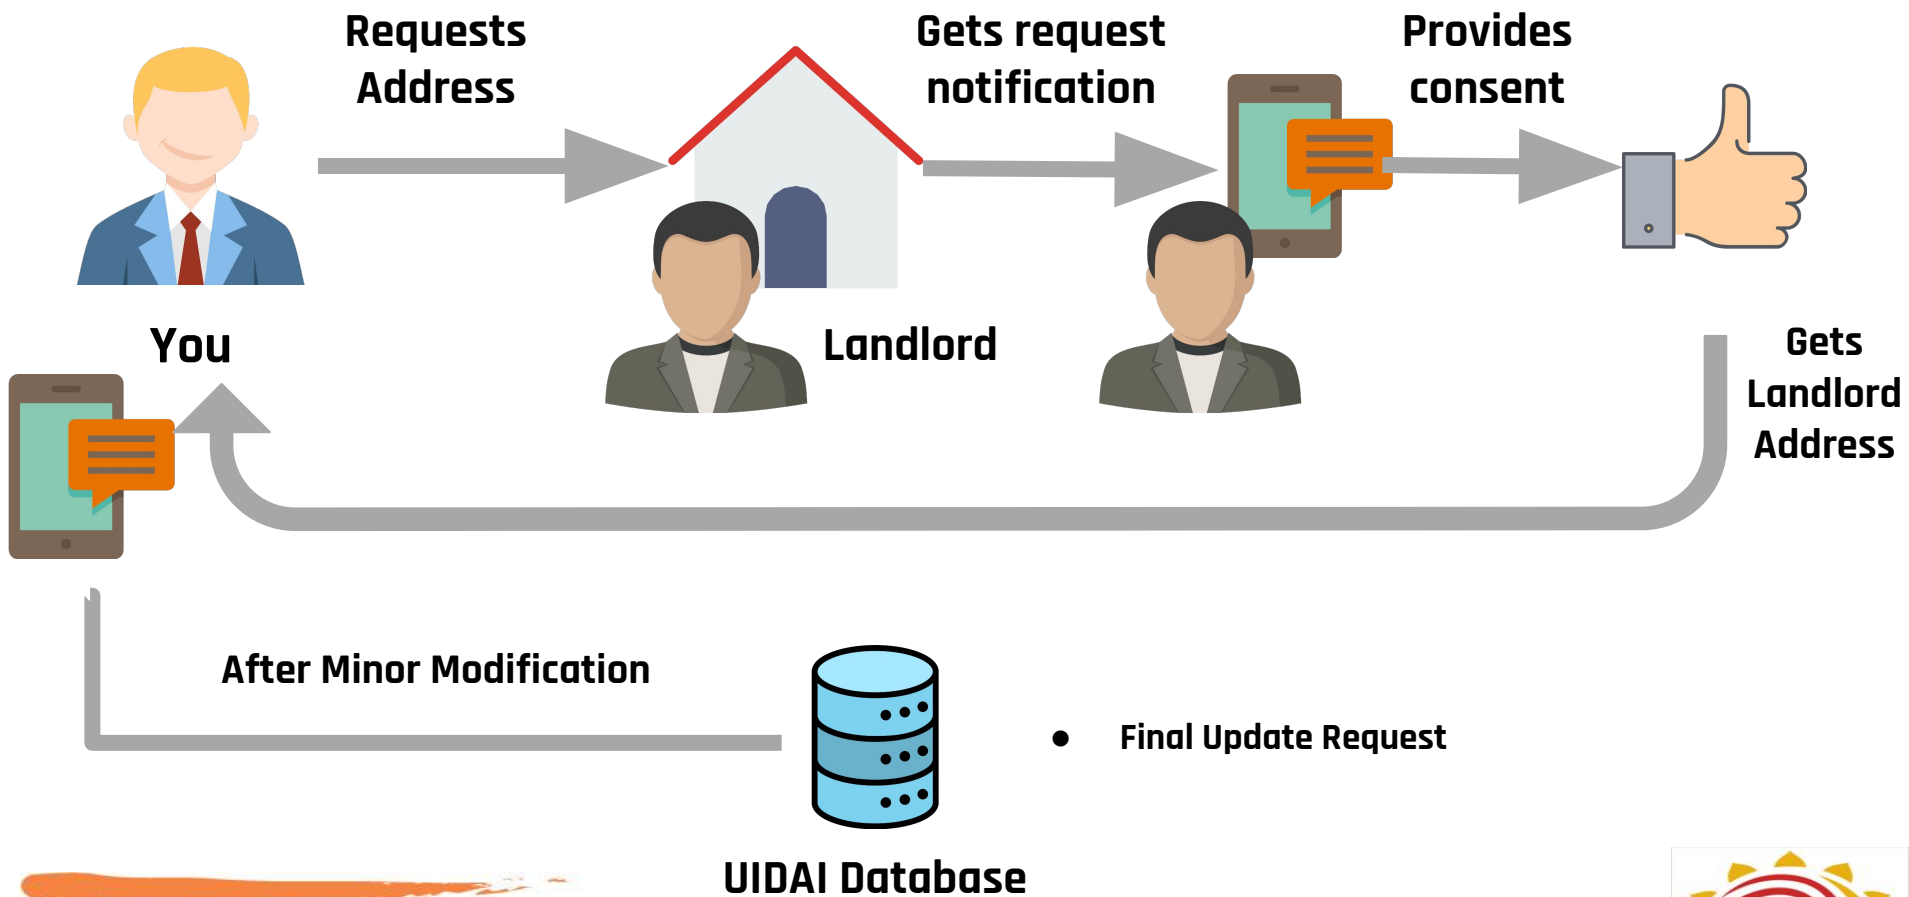 Requests
Address
Gets request
notification
Provides
consent
You
Landlord
Gets
Landlord
Address
After Minor Modification
• Final Update Request
UIDAI Database